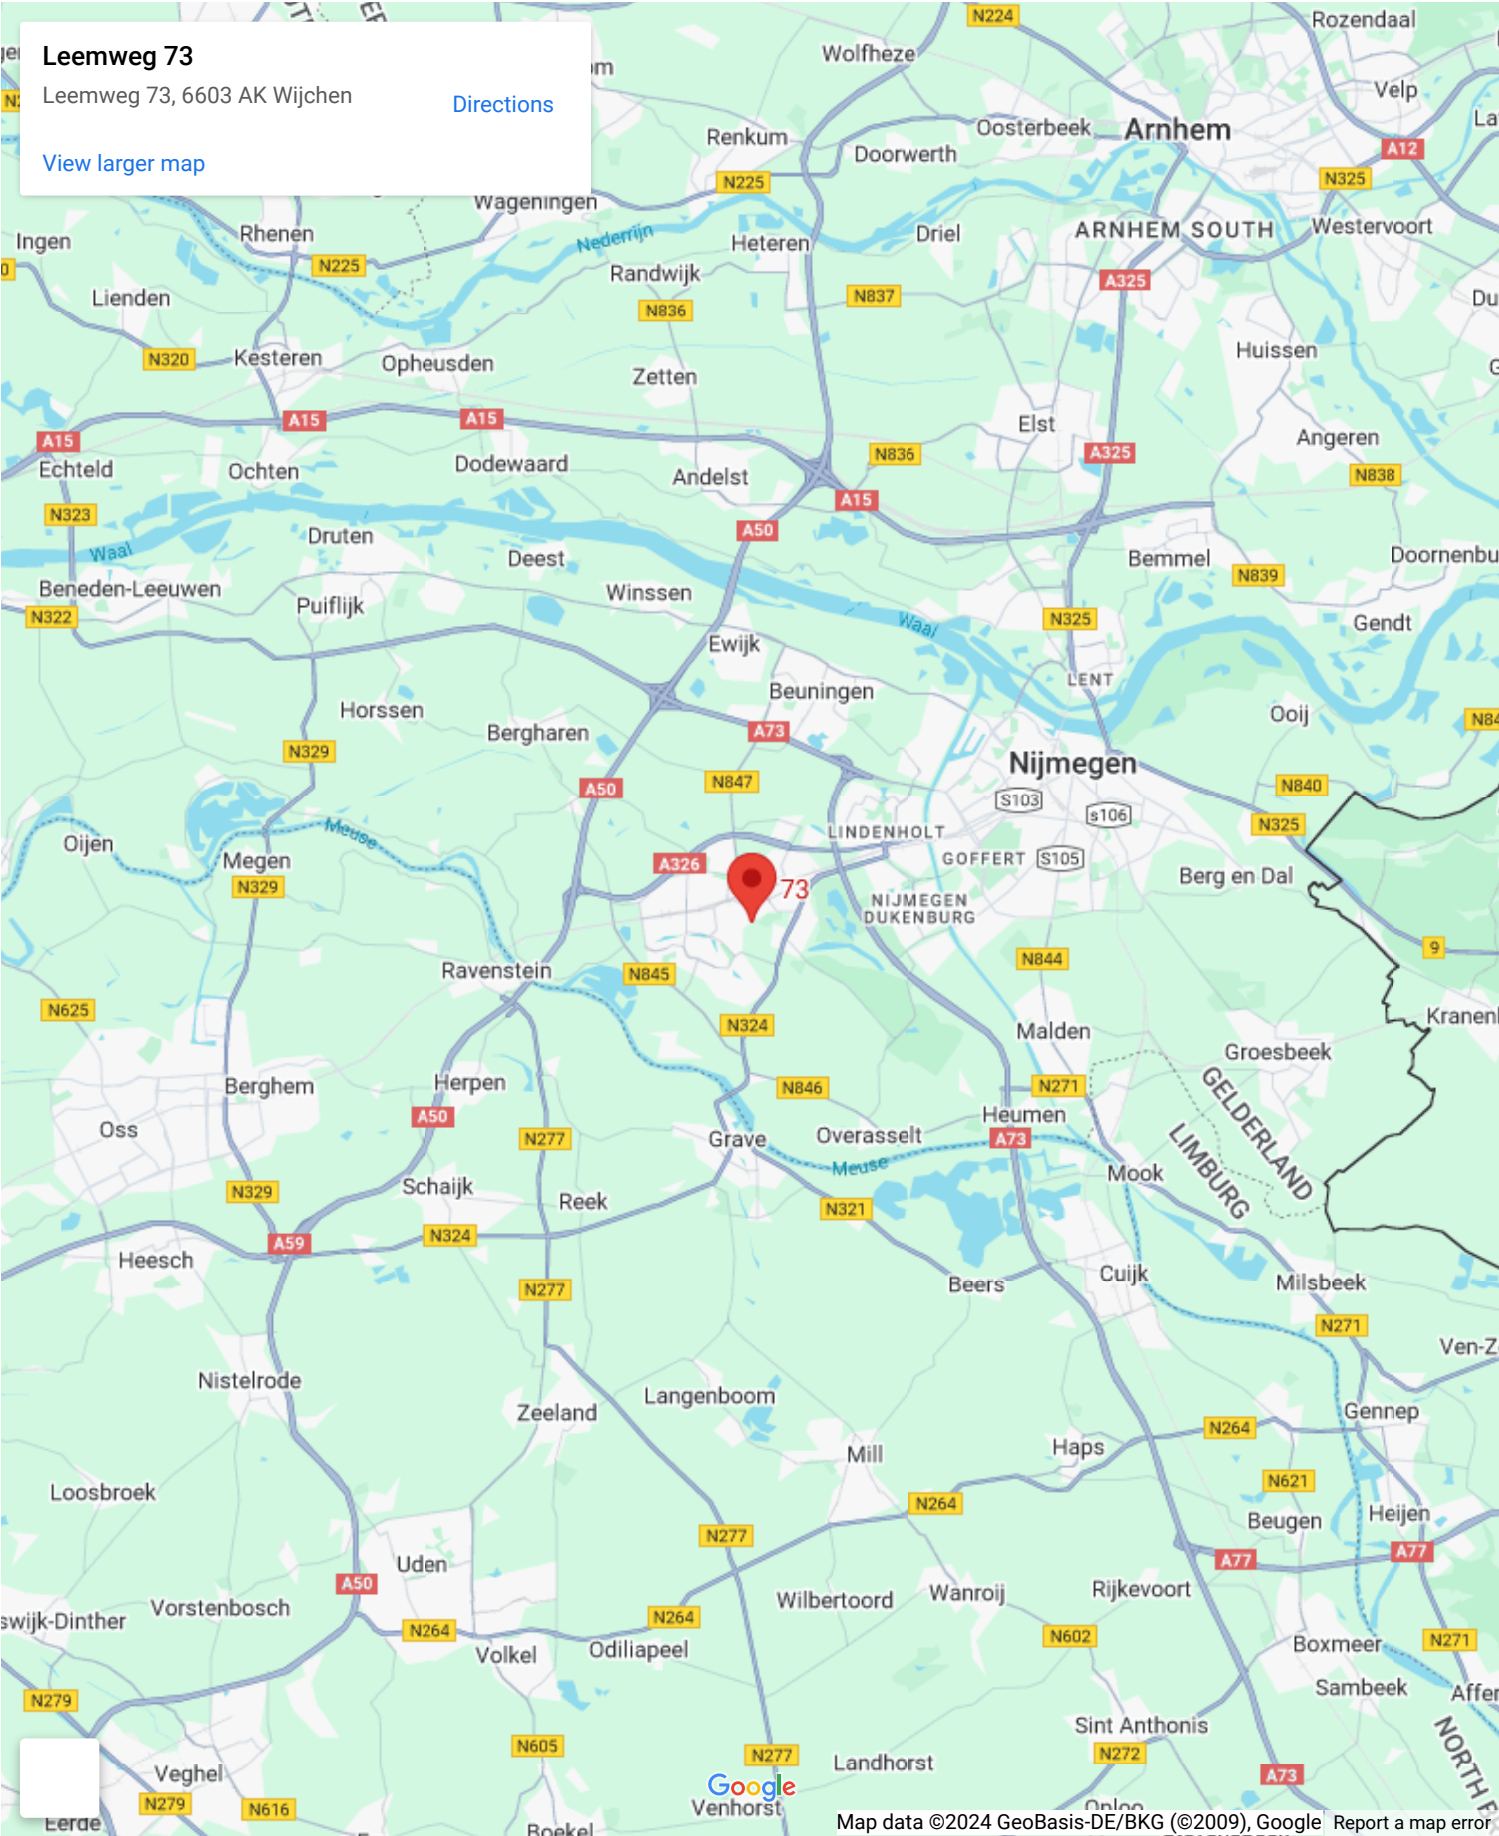 Leemweg 73
Leemweg 73, 6603 AK Wijchen
Directions
View larger map
N224
Rozendaal
Wolfheze
Velp
Renkum
Oosterbeek
Arnhem
Doorwerth
A12
N225
N325
Wageningen
Ingen
Rhenen
Nederrijn
Heteren
Driel
ARNHEM SOUTH
Westervoort
N225
Randwijk
A325
Lienden
N836
N837
N320
Kesteren
Opheusden
Zetten
Huissen
A15
A15
A15
Elst
Angeren
Echteld
Ochten
Dodewaard
Andelst
N836
A325
N838
N323
A15
Druten
A50
Waal
Deest
Bemmel
Beneden-Leeuwen
Winssen
N839
N322
Puiflijk
Waal
N325
Gendt
Ewijk
Beuningen
LENT
Horssen
Bergharen
A73
Ooij
N329
Nijmegen
A50
N847
S103
s106
N840
N325
Oijen
Meuse
Megen
LINDENHOLT
GOFFERT
S105
A326
73
N329
Berg en Dal
NIJMEGEN
DUKENBURG
9
Ravenstein
N845
N844
N625
N324
Malden
Groesbeek
Berghem
Herpen
N846
N271
GELDERLAND
LIMBURG
Oss
A50
N277
Grave
Overasselt
Heumen
A73
Meuse
Mook
N329
Schaijk
Reek
N321
A59
N324
Heesch
N277
Beers
Cuijk
Milsbeek
N271
Nistelrode
Langenboom
Zeeland
Gennep
Mill
Haps
N264
Loosbroek
N264
N621
Beugen
Heijen
N277
Uden
A77
A77
A50
Vorstenbosch
Wilbertoord
Wanroij
Rijkevoort
N264
N264
Volkel
Odiliapeel
N602
Boxmeer
N271
N279
Sambeek
Sint Anthonis
N605
N277
Landhorst
N272
A73
Veghel
N279
N616
Google
Venhorst
Eerde
Map data ©2024 GeoBasis-DE/BKG (©2009), Google
Report a map error